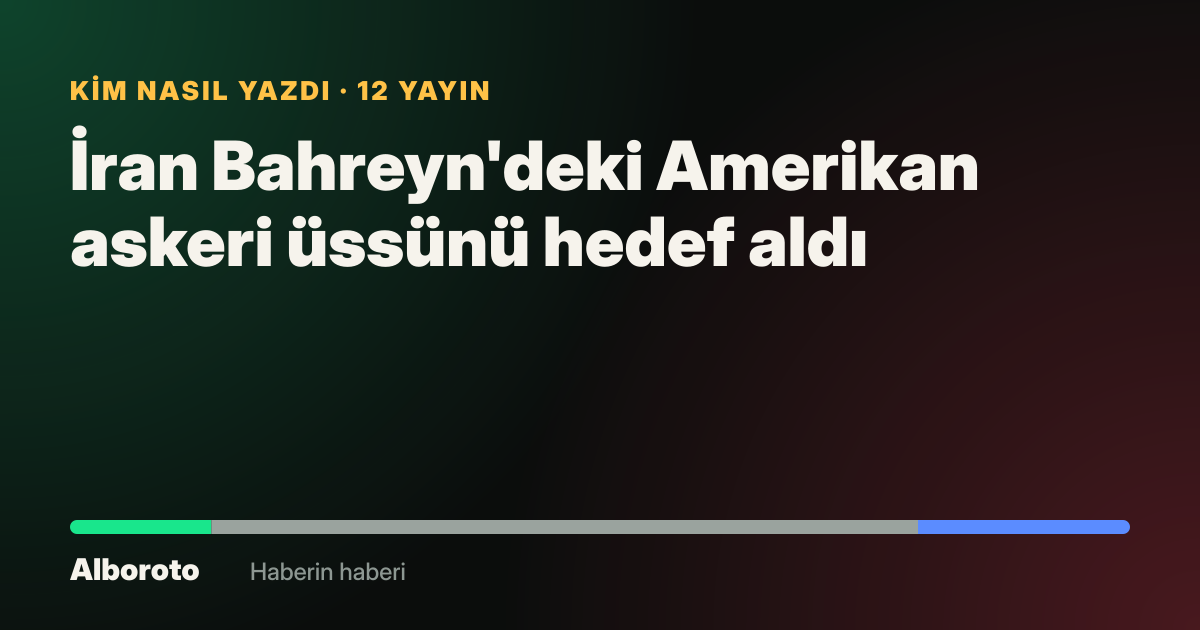 KİM NASIL YAZDI · 12 YAYIN
İran Bahreyn'deki Amerikan
askeri üssünü hedef aldı
Alboroto
Haberin haberi